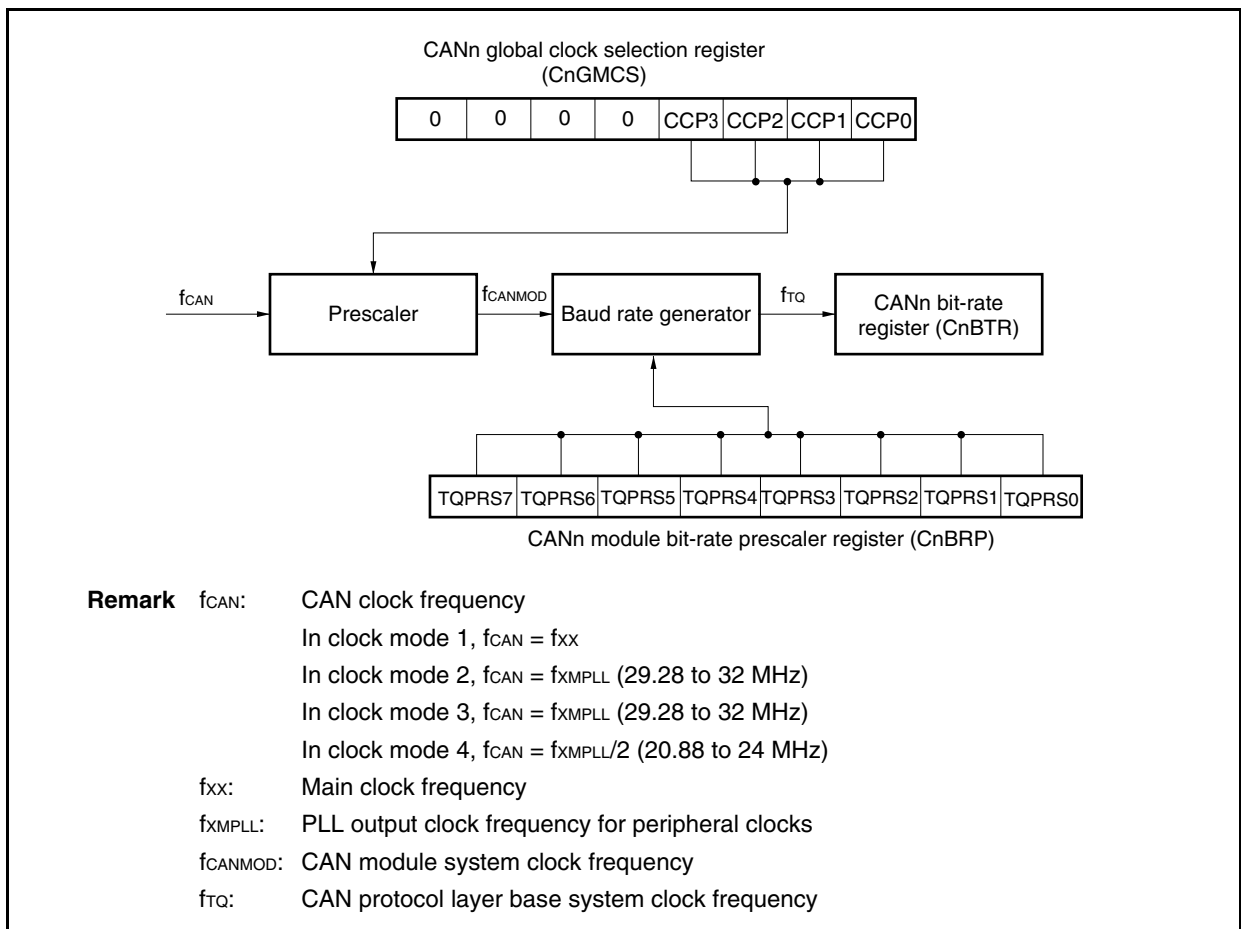 CANn global clock selection register
(CnGMCS)
0 0 0 0 CCP3 CCP2 CCP1 CCP0
fCAN
Prescaler
fCANMOD
Baud rate generator
fTQ
CANn bit-rate
register (CnBTR)
TQPRS7 TQPRS6 TQPRS5 TQPRS4 TQPRS3 TQPRS2 TQPRS1 TQPRS0
CANn module bit-rate prescaler register (CnBRP)
Remark fCAN: CAN clock frequency
In clock mode 1, fCAN = fXX
In clock mode 2, fCAN = fXMPLL (29.28 to 32 MHz)
In clock mode 3, fCAN = fXMPLL (29.28 to 32 MHz)
In clock mode 4, fCAN = fXMPLL/2 (20.88 to 24 MHz)
fXX: Main clock frequency
fXMPLL: PLL output clock frequency for peripheral clocks
fCANMOD: CAN module system clock frequency
fTQ: CAN protocol layer base system clock frequency